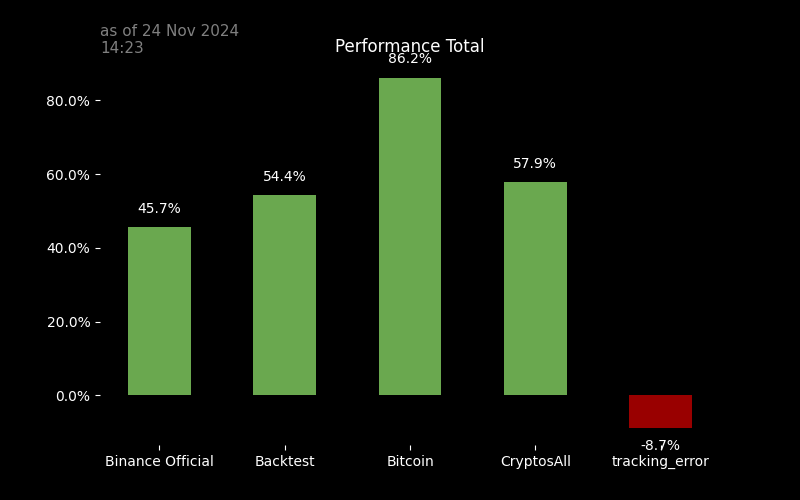 as of 24 Nov 2024
14:23
Performance Total
86.2%
80.0%
57.9%
60.0%
54.4%
45.7%
40.0%
20.0%
0.0%
-8.7%
Binance Official
Backtest
Bitcoin
CryptosAll
tracking_error